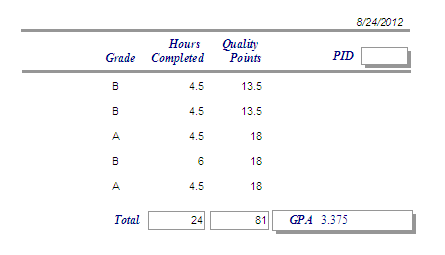 8/24/2012
Hours Quality
Grade Completed Points PID
B 4.5 13.5
B 4.5 13.5
A 4.5 18
B 6 18
A 4.5 18
Total 24 81 GPA 3.375